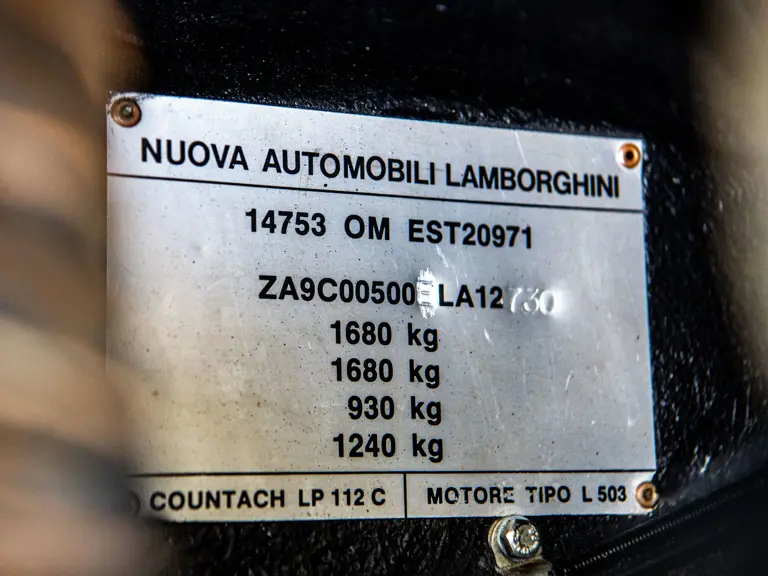 NUOVA AUTOMOBILI LAMBORGHINI
14753 OM EST20971
ZA9C00500 LA12730
1680 kg
1680 kg
930 kg
1240 kg
COUNTACH LP 112 C
MOTORE TIPO L 503